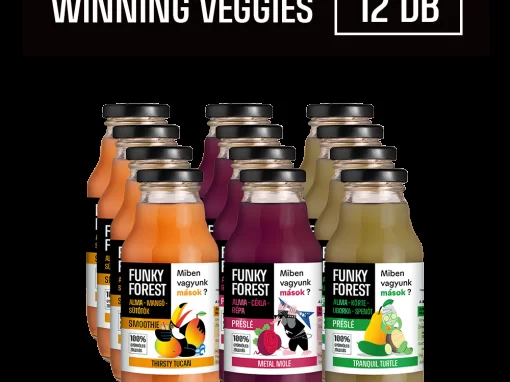 WINNING VEGGIES
12 DB
FUNKY
FOREST
ALMA-MANGÓ-
SÜTŐTÖK
SMOOTHIE
Miben
vagyunk
mások ?
100%
THIRSTY TUCAN
FUNKY
FOREST
ALMA-CÉKLA-
RÉPA
PRÉSLÉ
Miben
vagyunk
mások ?
100%
METAL MOLE
FUNKY
FOREST
ALMA-KÖRTE-
UBORKA-SPENÓT
PRÉSLÉ
Miben
vagyunk
mások ?
100%
TRANQUIL TURTLE